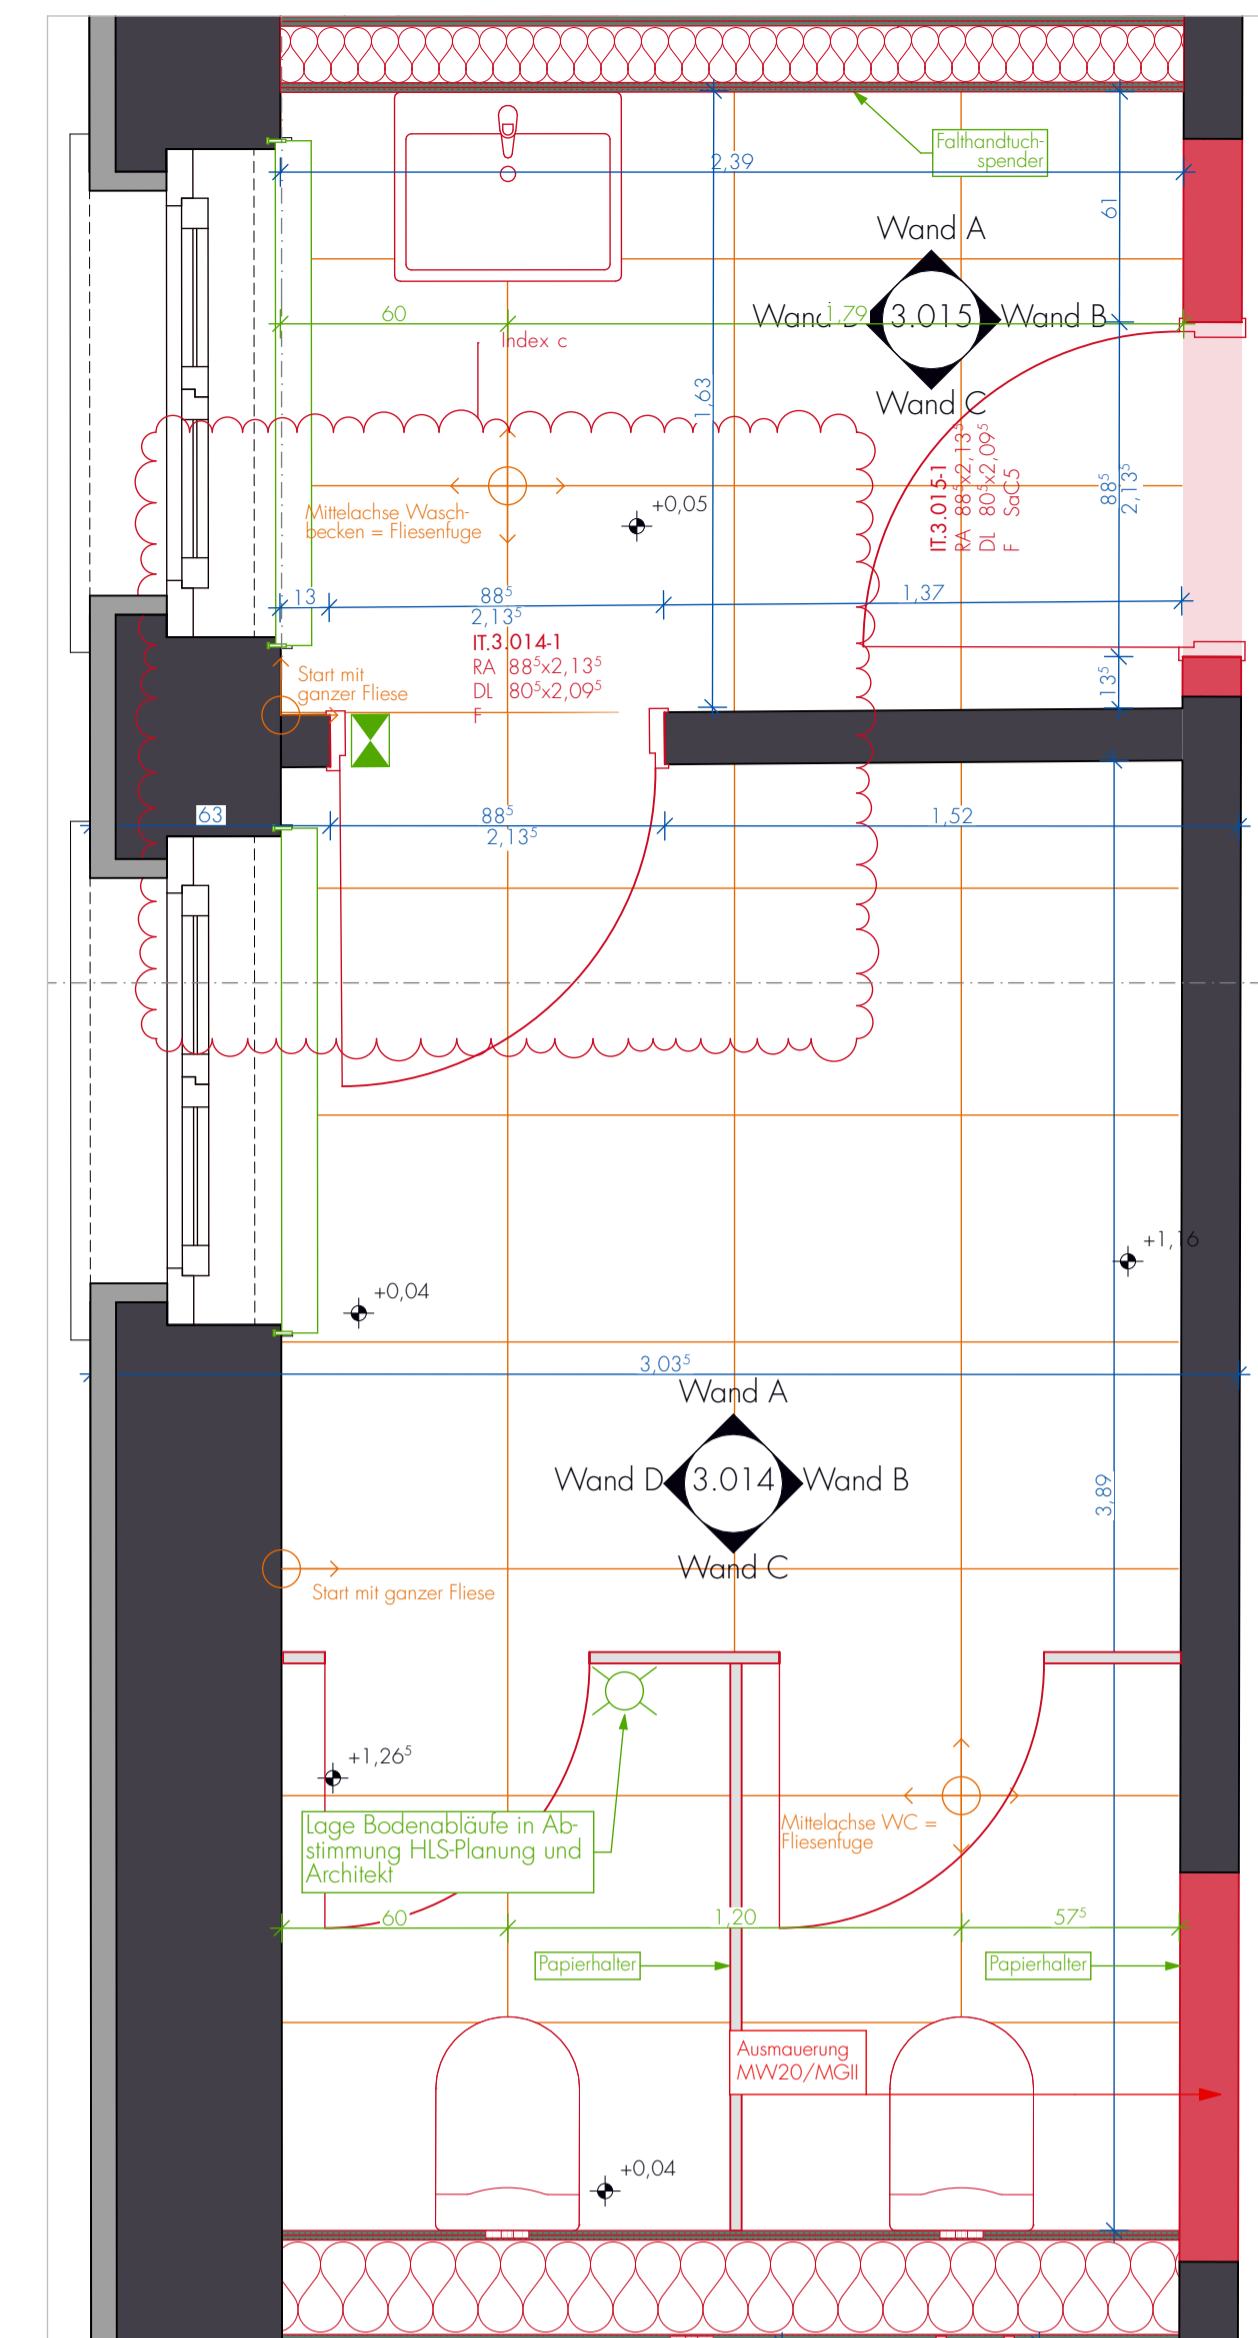 Falthandtuch-
spender
2,39
61
Wand A
60
1,79
3.015
Wand B
Index c
1,63
Wand C
IT.3.015-1
RA 88⁵x2,13⁵
DL 80⁵x2,09⁵
F SaC5
88⁵
2,13⁵
Mittelachse Wasch-
becken = Fliesenfuge
+0,05
13
88⁵
2,13⁵
1,37
IT.3.014-1
RA 88⁵x2,13⁵
DL 80⁵x2,09⁵
F
Start mit
ganzer Fliese
13⁵
63
88⁵
2,13⁵
1,52
+1,16
+0,04
3,03⁵
Wand A
Wand D
3.014
Wand B
Wand C
3,89
Start mit ganzer Fliese
+1,26⁵
Lage Bodenabläufe in Ab-
stimmung HLS-Planung und
Architekt
Mittelachse WC =
Fliesenfuge
60
1,20
57⁵
Papierhalter
Papierhalter
Ausmauerung
MW20/MGII
+0,04